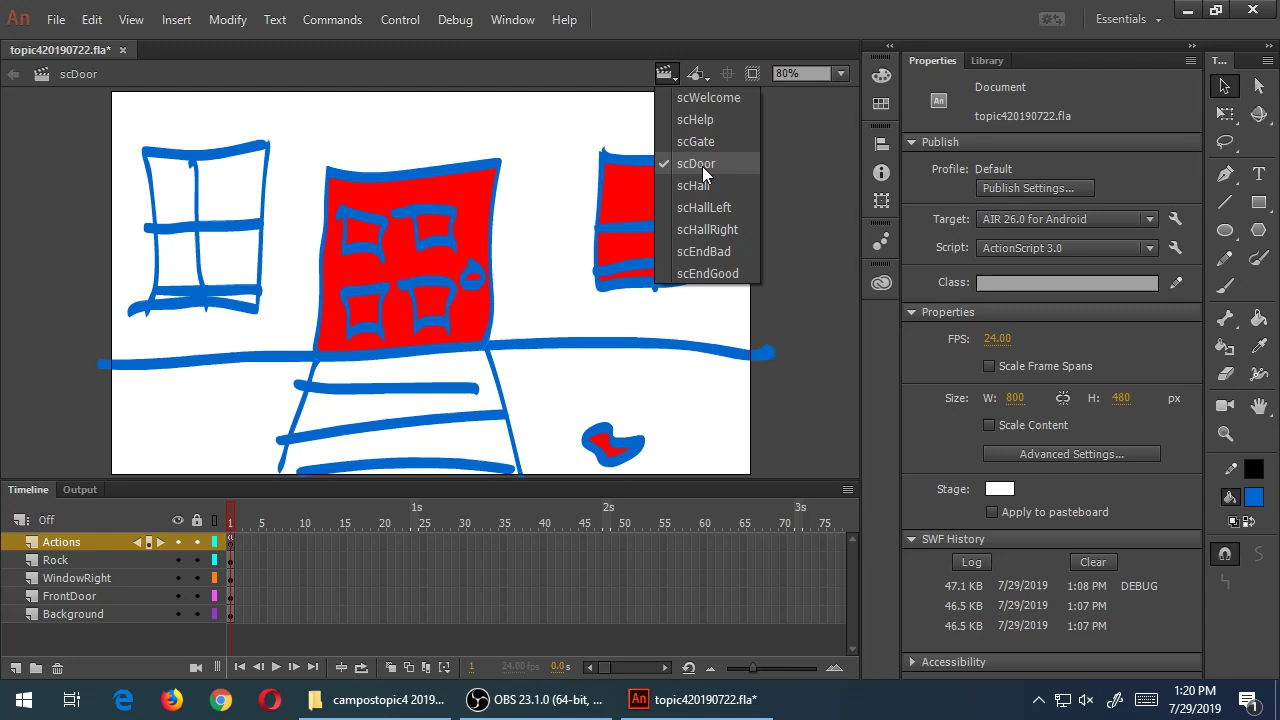 An File Edit View Insert Modify Text Commands Control Debug Window Help Essentials
topic420190722.fla* ×
scDoor 80%
scWelcome
scHelp
scGate
scDoor
scHall
scHallLeft
scHallRight
scEndBad
scEndGood
Properties Library T...
Document
An
topic420190722.fla
Publish
Profile: Default
Publish Settings...
Target: AIR 26.0 for Android
Script: ActionScript 3.0
Class:
Properties
FPS: 24.00
Scale Frame Spans
Size: W: 800 H: 480 px
Scale Content
Advanced Settings...
Stage:
Apply to pasteboard
SWF History
Log Clear
47.1 KB 7/29/2019 1:08 PM DEBUG
46.5 KB 7/29/2019 1:07 PM
46.5 KB 7/29/2019 1:07 PM
Accessibility
Timeline Output
1s 2s 3s
Off 1 5 10 15 20 25 30 35 40 45 50 55 60 65 70 75
Actions
Rock
WindowRight
FrontDoor
Background
1 24.00 fps 0.0 s
campostopic4 2019... OBS 23.1.0 (64-bit, ... An topic420190722.fla*
1:20 PM
7/29/2019
1